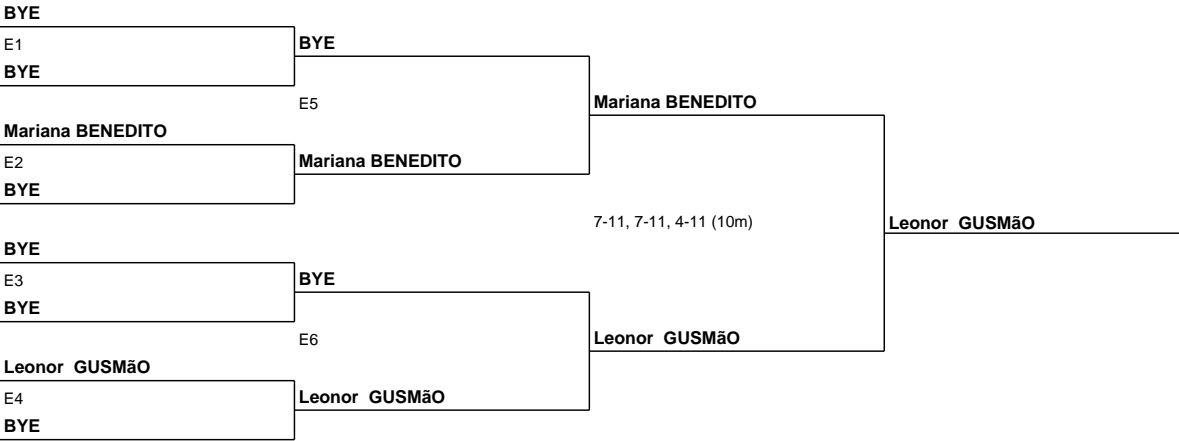 BYE
E1
BYE
BYE
E5
Mariana BENEDITO
Mariana BENEDITO
E2
Mariana BENEDITO
BYE
7-11, 7-11, 4-11 (10m)
Leonor GUSMãO
BYE
E3
BYE
BYE
E6
Leonor GUSMãO
Leonor GUSMãO
E4
Leonor GUSMãO
BYE